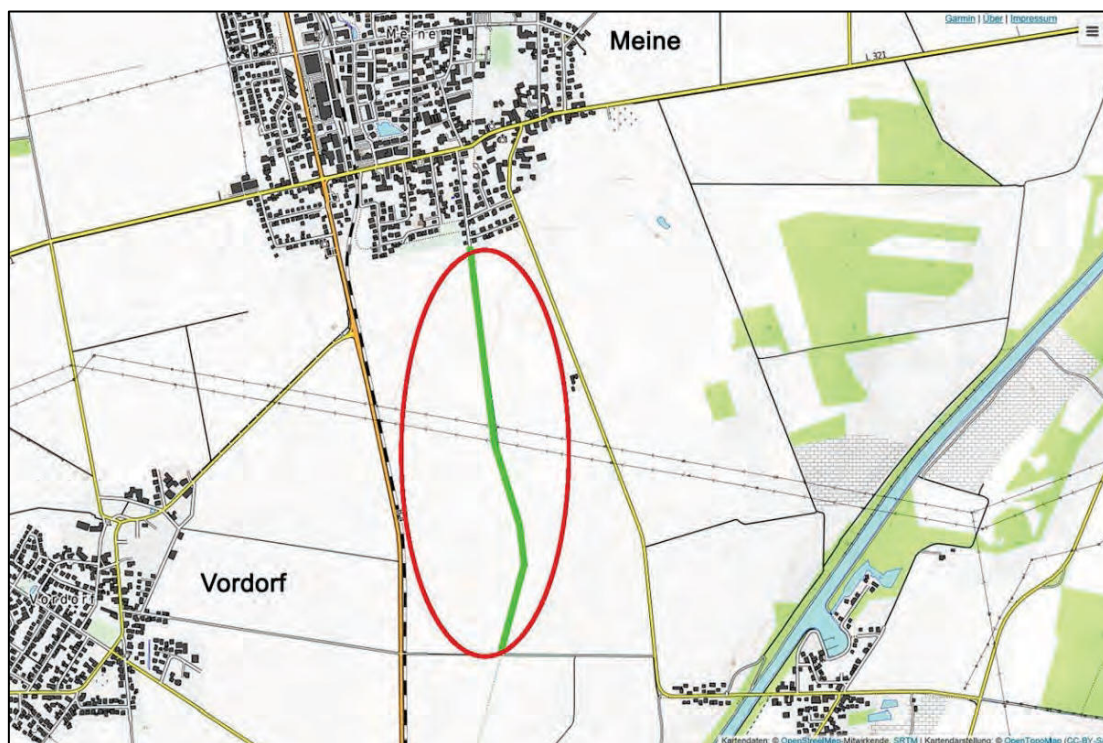 Garmin | Über | Impressum
Meine
Meine
L 321
Vordorf
Vordorf
Kartendaten: © OpenStreetMap-Mitwirkende, SRTM | Kartendarstellung: © OpenTopoMap (CC-BY-SA